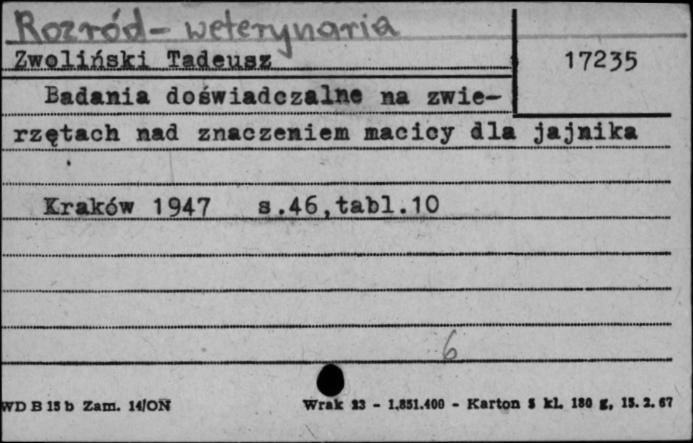 Rozród - weterynaria
Zwoliński Tadeusz
17235
Badania doświadczalne na zwie-
rzętach nad znaczeniem macicy dla jajnika
Kraków 1947 s.46,tabl.10
6
WD B 15 b Zam. 14/ON
Wrak 23 - 1.851.400 - Karton 5 kl. 180 g, 15.2.67